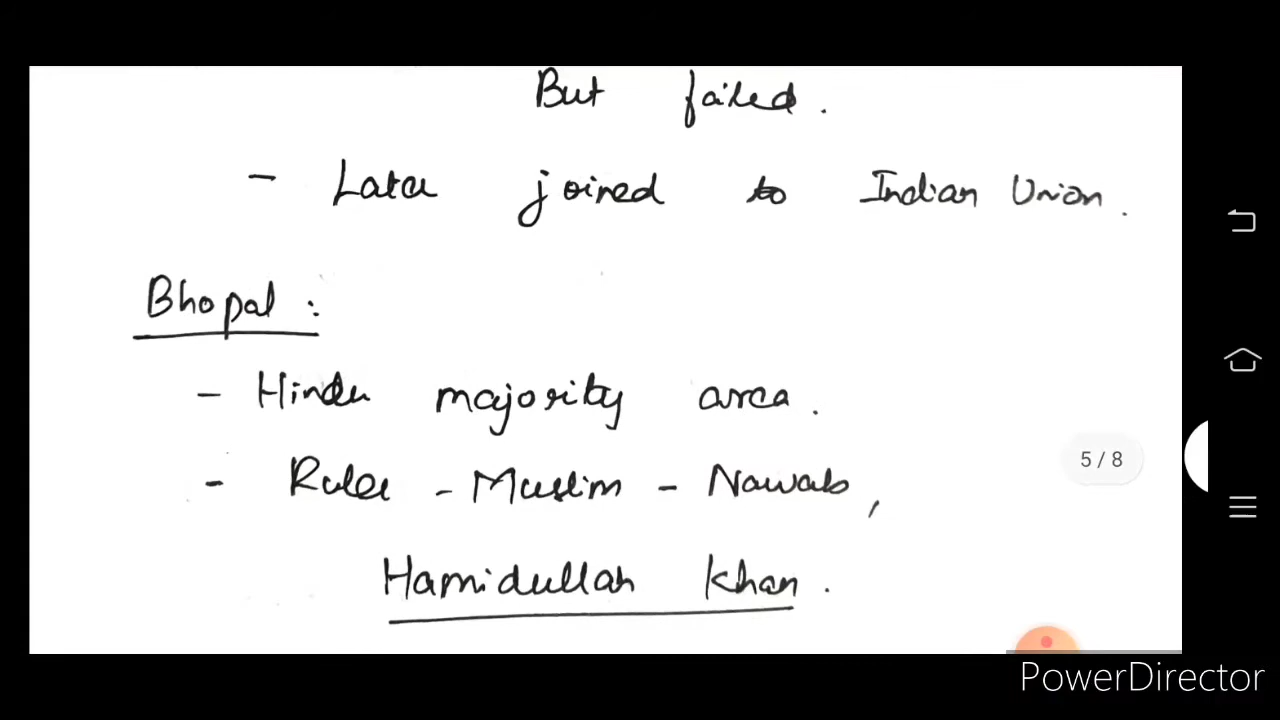 But failed.
- Later joined to Indian Union.
Bhopal :
- Hindu majority area.
- Ruler - Muslim - Nawab,
Hamidullah Khan.
5 / 8
PowerDirector